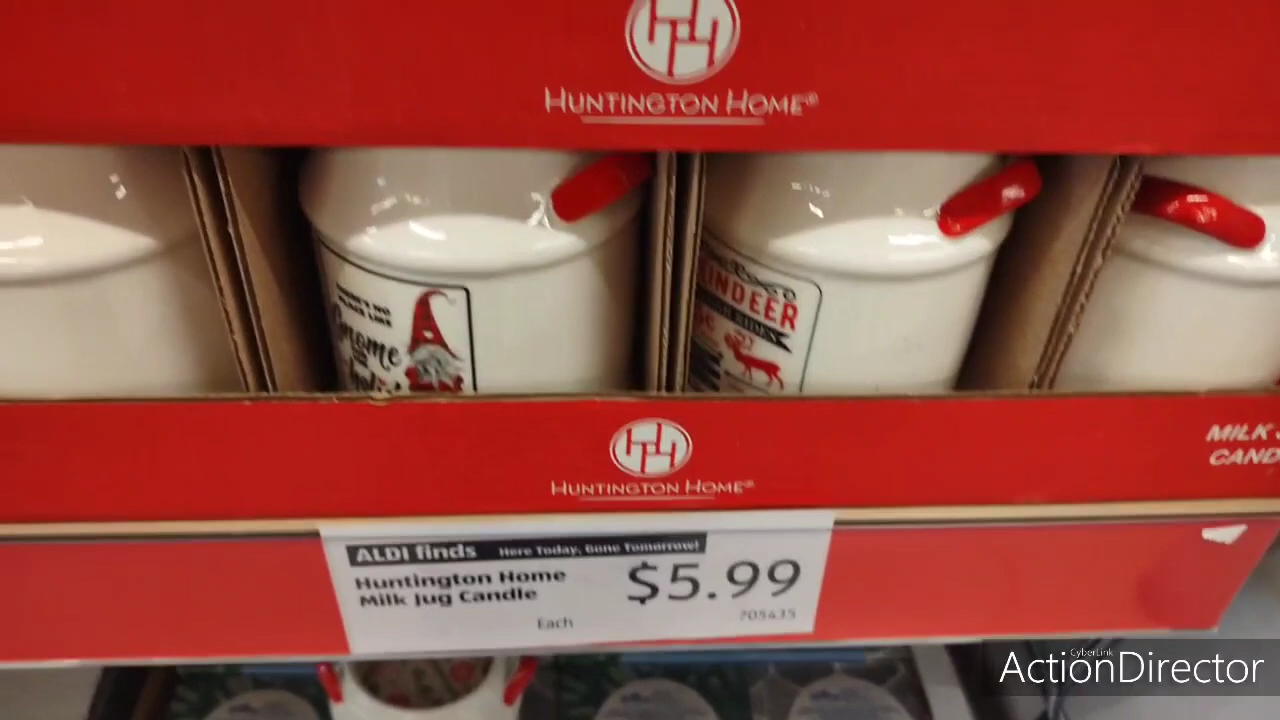 HUNTINGTON HOME®
REINDEER
HUNTINGTON HOME®
MILK
ALDI finds Here Today, Gone Tomorrow!
Huntington Home
Milk Jug Candle
$5.99
Each
705435
CyberLink
ActionDirector